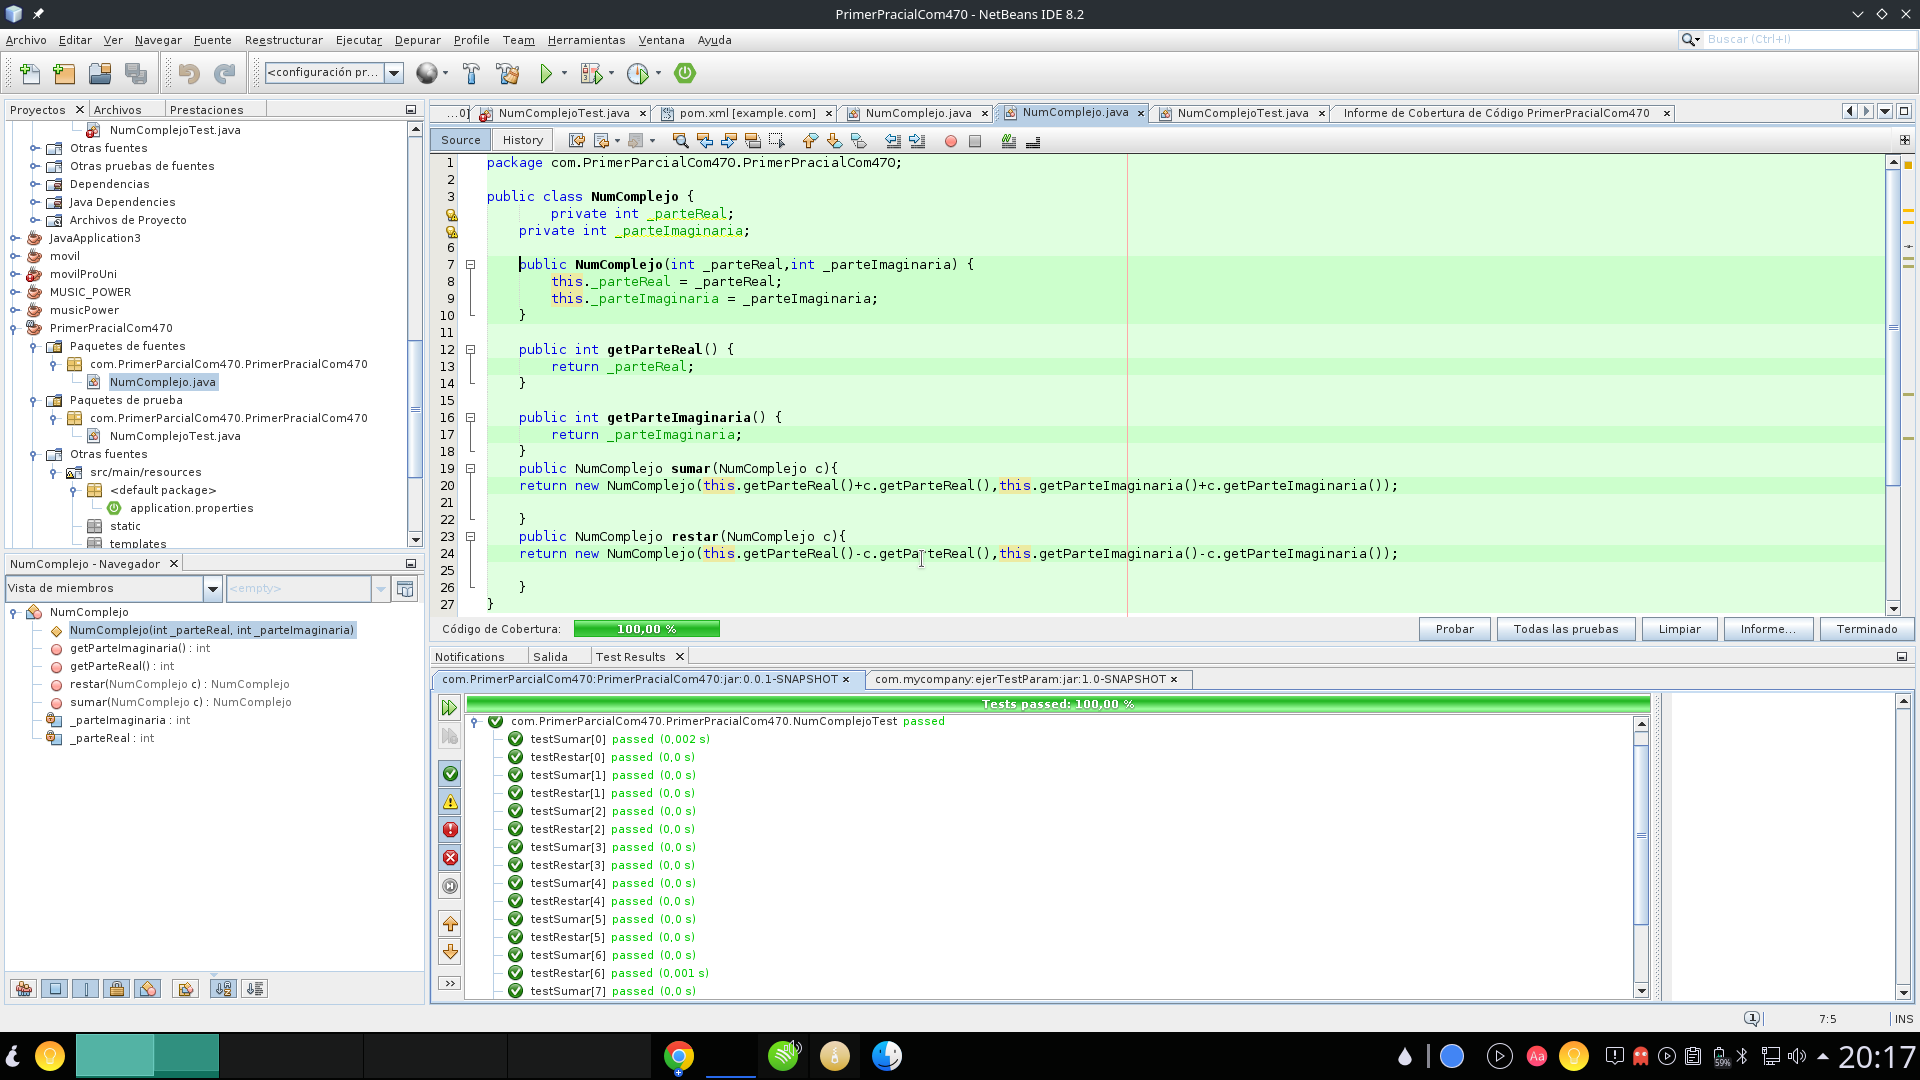 PrimerPracialCom470 - NetBeans IDE 8.2
Archivo Editar Ver Navegar Fuente Reestructurar Ejecutar Depurar Profile Team Herramientas Ventana Ayuda
Buscar (Ctrl+I)
<configuración pr...
Proyectos Archivos Prestaciones
NumComplejoTest.java
Otras fuentes
Otras pruebas de fuentes
Dependencias
Java Dependencies
Archivos de Proyecto
JavaApplication3
movil
movilProUni
MUSIC_POWER
musicPower
PrimerPracialCom470
Paquetes de fuentes
com.PrimerParcialCom470.PrimerPracialCom470
NumComplejo.java
Paquetes de prueba
com.PrimerParcialCom470.PrimerPracialCom470
NumComplejoTest.java
Otras fuentes
src/main/resources
<default package>
application.properties
static
templates
NumComplejo - Navegador
Vista de miembros
<empty>
NumComplejo
NumComplejo(int _parteReal, int _parteImaginaria)
getParteImaginaria() : int
getParteReal() : int
restar(NumComplejo c) : NumComplejo
sumar(NumComplejo c) : NumComplejo
_parteImaginaria : int
_parteReal : int
...0] NumComplejoTest.java pom.xml [example.com] NumComplejo.java NumComplejo.java NumComplejoTest.java Informe de Cobertura de Código PrimerPracialCom470
Source History
1 package com.PrimerParcialCom470.PrimerPracialCom470;
2
3 public class NumComplejo {
private int _parteReal;
private int _parteImaginaria;
6
7 public NumComplejo(int _parteReal,int _parteImaginaria) {
8 this._parteReal = _parteReal;
9 this._parteImaginaria = _parteImaginaria;
10 }
11
12 public int getParteReal() {
13 return _parteReal;
14 }
15
16 public int getParteImaginaria() {
17 return _parteImaginaria;
18 }
19 public NumComplejo sumar(NumComplejo c){
20 return new NumComplejo(this.getParteReal()+c.getParteReal(),this.getParteImaginaria()+c.getParteImaginaria());
21
22 }
23 public NumComplejo restar(NumComplejo c){
24 return new NumComplejo(this.getParteReal()-c.getParteReal(),this.getParteImaginaria()-c.getParteImaginaria());
25
26 }
27 }
Código de Cobertura: 100,00 % Probar Todas las pruebas Limpiar Informe... Terminado
Notifications Salida Test Results
com.PrimerParcialCom470:PrimerPracialCom470:jar:0.0.1-SNAPSHOT com.mycompany:ejerTestParam:jar:1.0-SNAPSHOT
Tests passed: 100,00 %
com.PrimerParcialCom470.PrimerPracialCom470.NumComplejoTest passed
testSumar[0] passed (0,002 s)
testRestar[0] passed (0,0 s)
testSumar[1] passed (0,0 s)
testRestar[1] passed (0,0 s)
testSumar[2] passed (0,0 s)
testRestar[2] passed (0,0 s)
testSumar[3] passed (0,0 s)
testRestar[3] passed (0,0 s)
testSumar[4] passed (0,0 s)
testRestar[4] passed (0,0 s)
testSumar[5] passed (0,0 s)
testRestar[5] passed (0,0 s)
testSumar[6] passed (0,0 s)
testRestar[6] passed (0,001 s)
testSumar[7] passed (0,0 s)
7:5 INS
Aa 59% 20:17